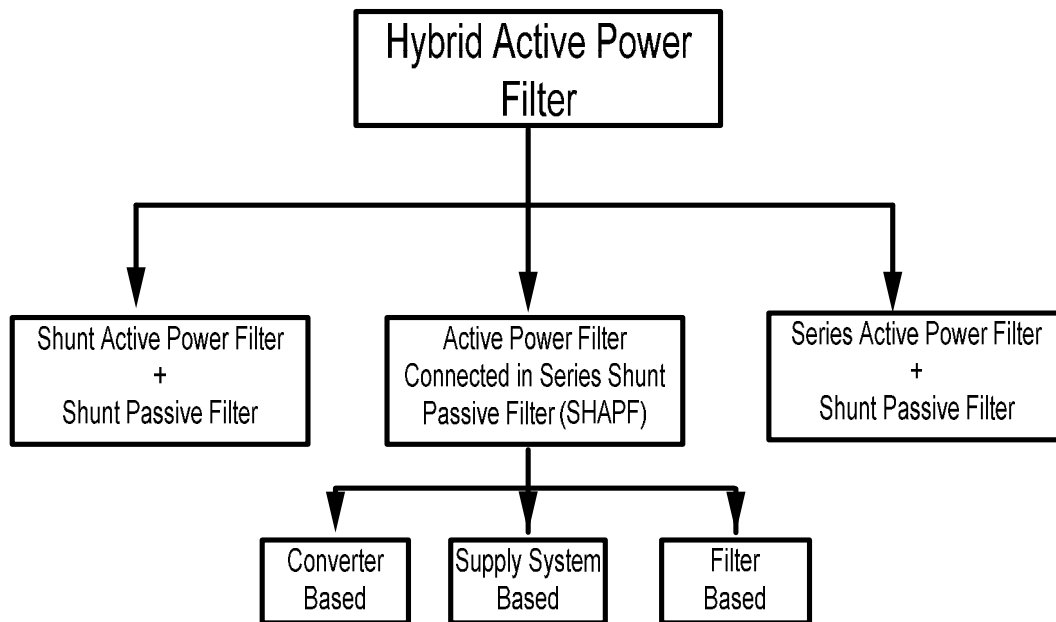 Hybrid Active Power
Filter
Shunt Active Power Filter
+
Shunt Passive Filter
Active Power Filter
Connected in Series Shunt
Passive Filter (SHAPF)
Series Active Power Filter
+
Shunt Passive Filter
Converter
Based
Supply System
Based
Filter
Based